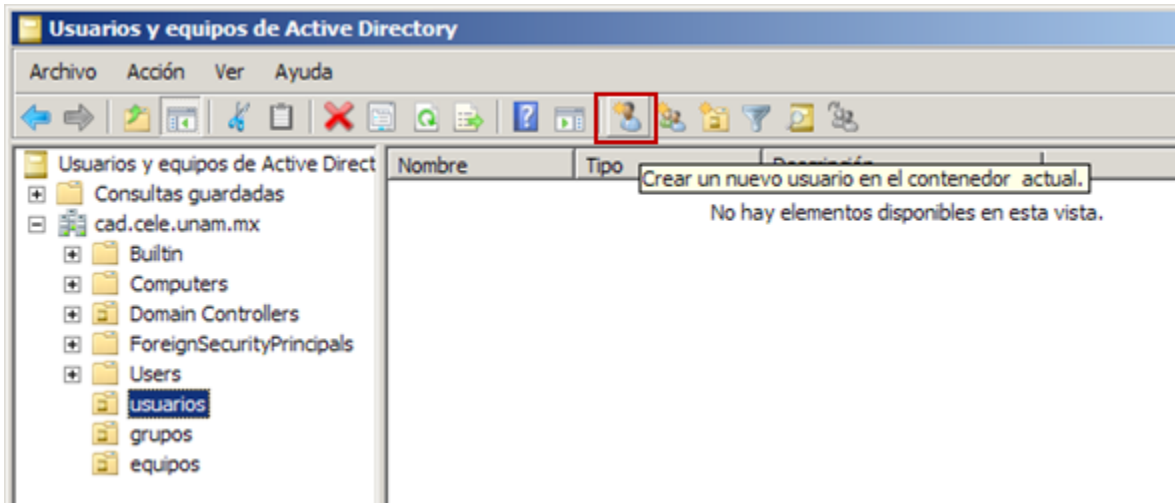 Usuarios y equipos de Active Directory
Archivo Acción Ver Ayuda
Usuarios y equipos de Active Direct
Nombre Tipo Descripción
Crear un nuevo usuario en el contenedor actual.
Consultas guardadas
No hay elementos disponibles en esta vista.
cad.cele.unam.mx
Builtin
Computers
Domain Controllers
ForeignSecurityPrincipals
Users
usuarios
grupos
equipos